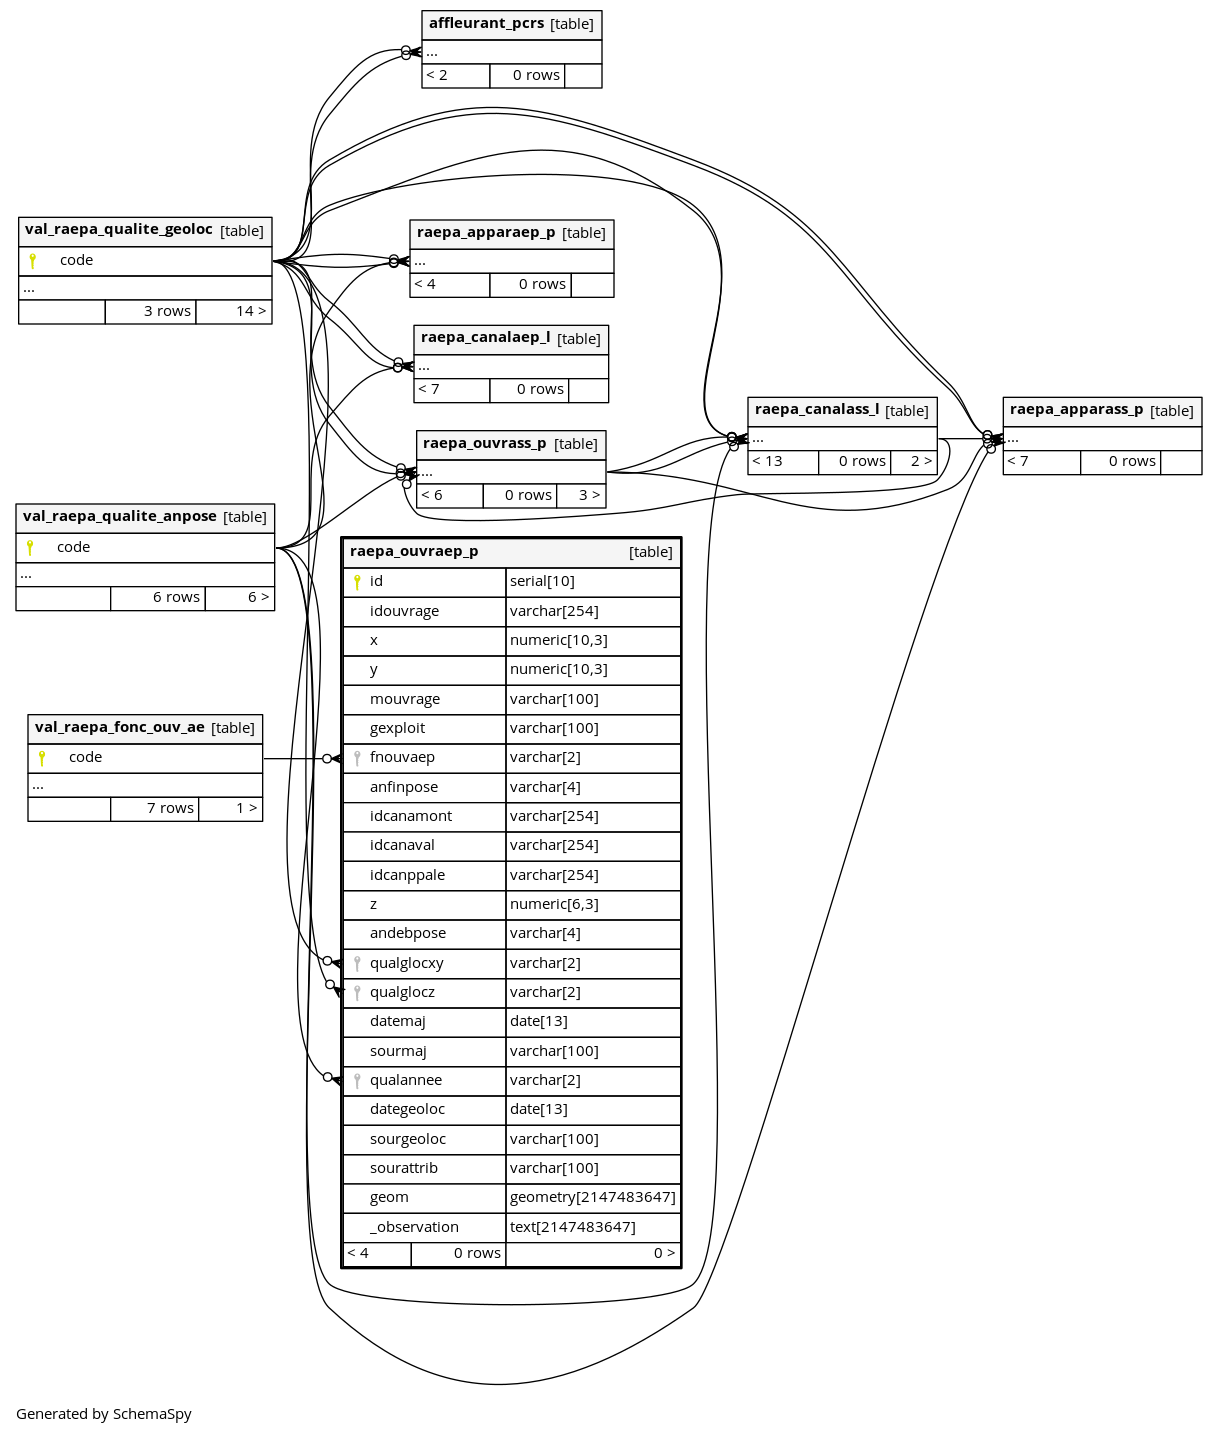 affleurant_pcrs [table]
...
< 2 0 rows
val_raepa_qualite_geoloc [table]
code
...
3 rows 14 >
raepa_apparaep_p [table]
...
< 4 0 rows
raepa_canalaep_l [table]
...
< 7 0 rows
raepa_canalass_l [table]
...
< 13 0 rows 2 >
raepa_apparass_p [table]
...
< 7 0 rows
raepa_ouvrass_p [table]
...
< 6 0 rows 3 >
val_raepa_qualite_anpose [table]
code
...
6 rows 6 >
val_raepa_fonc_ouv_ae [table]
code
...
7 rows 1 >
raepa_ouvraep_p [table]
id serial[10]
idouvrage varchar[254]
x numeric[10,3]
y numeric[10,3]
mouvrage varchar[100]
gexploit varchar[100]
fnouvaep varchar[2]
anfinpose varchar[4]
idcanamont varchar[254]
idcanaval varchar[254]
idcanppale varchar[254]
z numeric[6,3]
andebpose varchar[4]
qualglocxy varchar[2]
qualglocz varchar[2]
datemaj date[13]
sourmaj varchar[100]
qualannee varchar[2]
dategeoloc date[13]
sourgeoloc varchar[100]
sourattrib varchar[100]
geom geometry[2147483647]
_observation text[2147483647]
< 4 0 rows 0 >
Generated by SchemaSpy